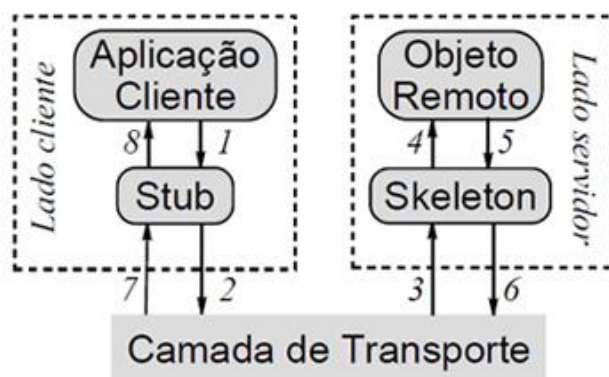 Lado cliente
Aplicação
Cliente
8
1
Stub
7
2
Objeto
Remoto
Lado servidor
4
5
Skeleton
3
6
Camada de Transporte